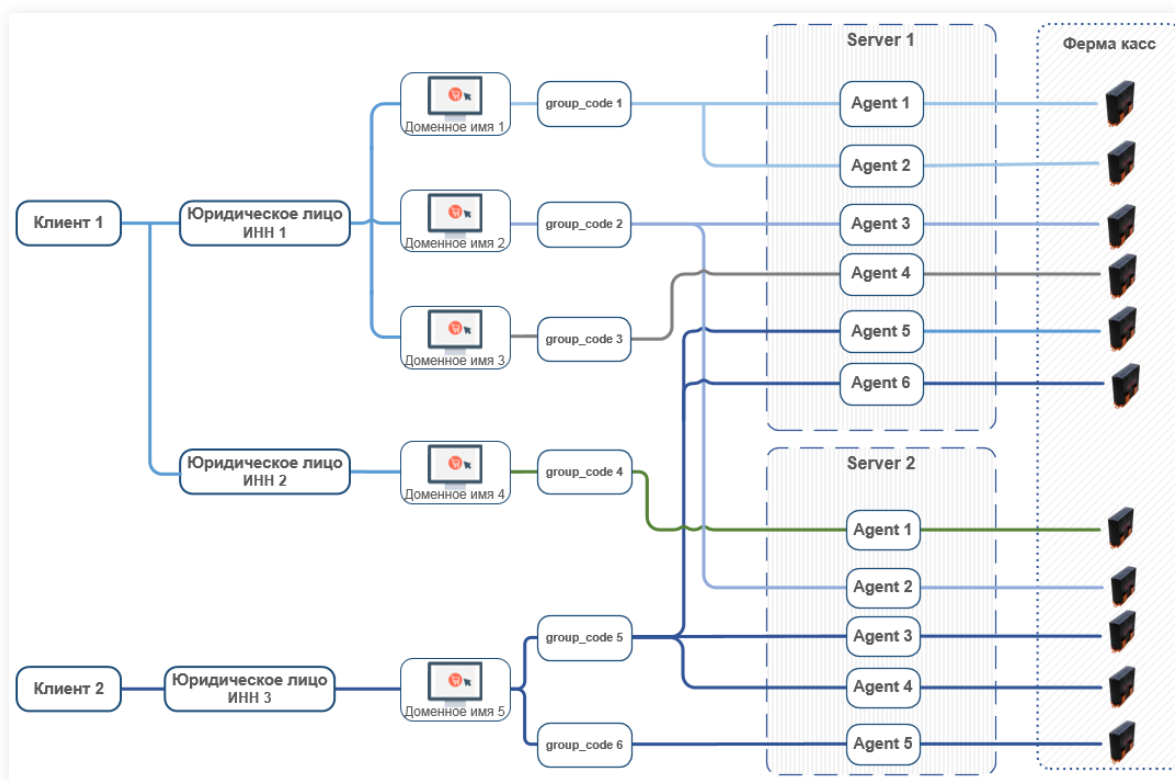 Server 1
Ферма касс
Доменное имя 1
group_code 1
Agent 1
Agent 2
Клиент 1
Юридическое лицо
ИНН 1
Доменное имя 2
group_code 2
Agent 3
Agent 4
Доменное имя 3
group_code 3
Agent 5
Agent 6
Юридическое лицо
ИНН 2
Доменное имя 4
group_code 4
Server 2
Agent 1
Agent 2
group_code 5
Agent 3
Клиент 2
Юридическое лицо
ИНН 3
Доменное имя 5
Agent 4
group_code 6
Agent 5